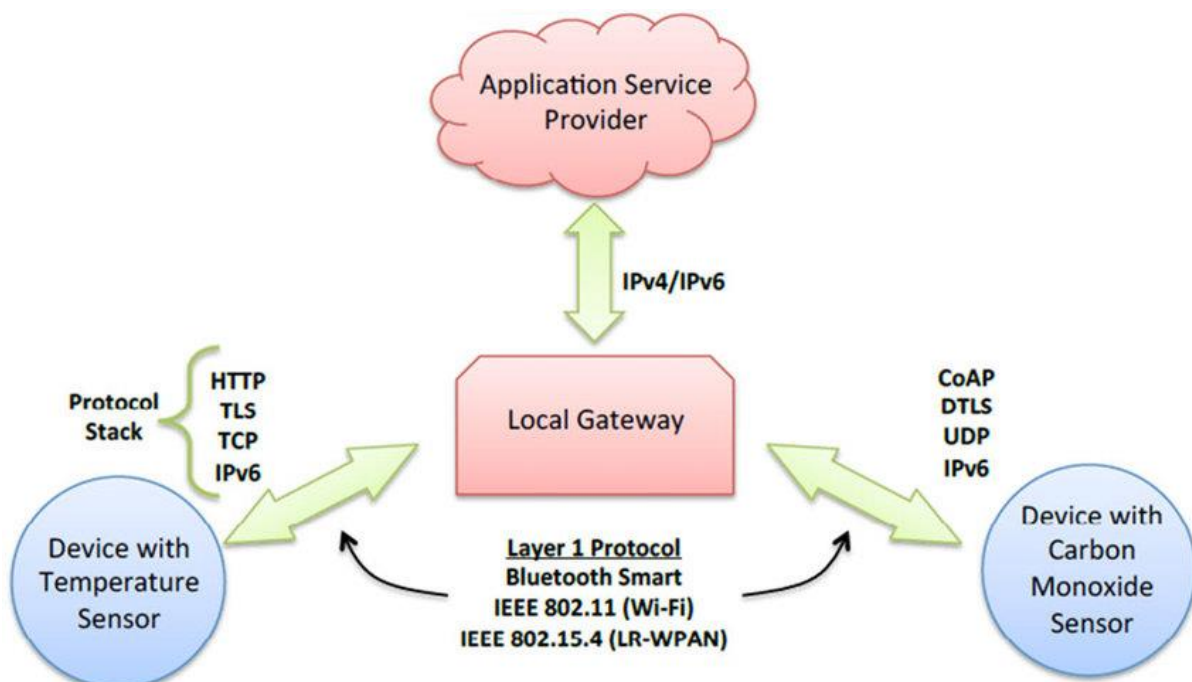 Application Service
Provider
IPv4/IPv6
Protocol
Stack
HTTP
TLS
TCP
IPv6
Local Gateway
CoAP
DTLS
UDP
IPv6
Device with
Temperature
Sensor
Layer 1 Protocol
Bluetooth Smart
IEEE 802.11 (Wi-Fi)
IEEE 802.15.4 (LR-WPAN)
Device with
Carbon
Monoxide
Sensor